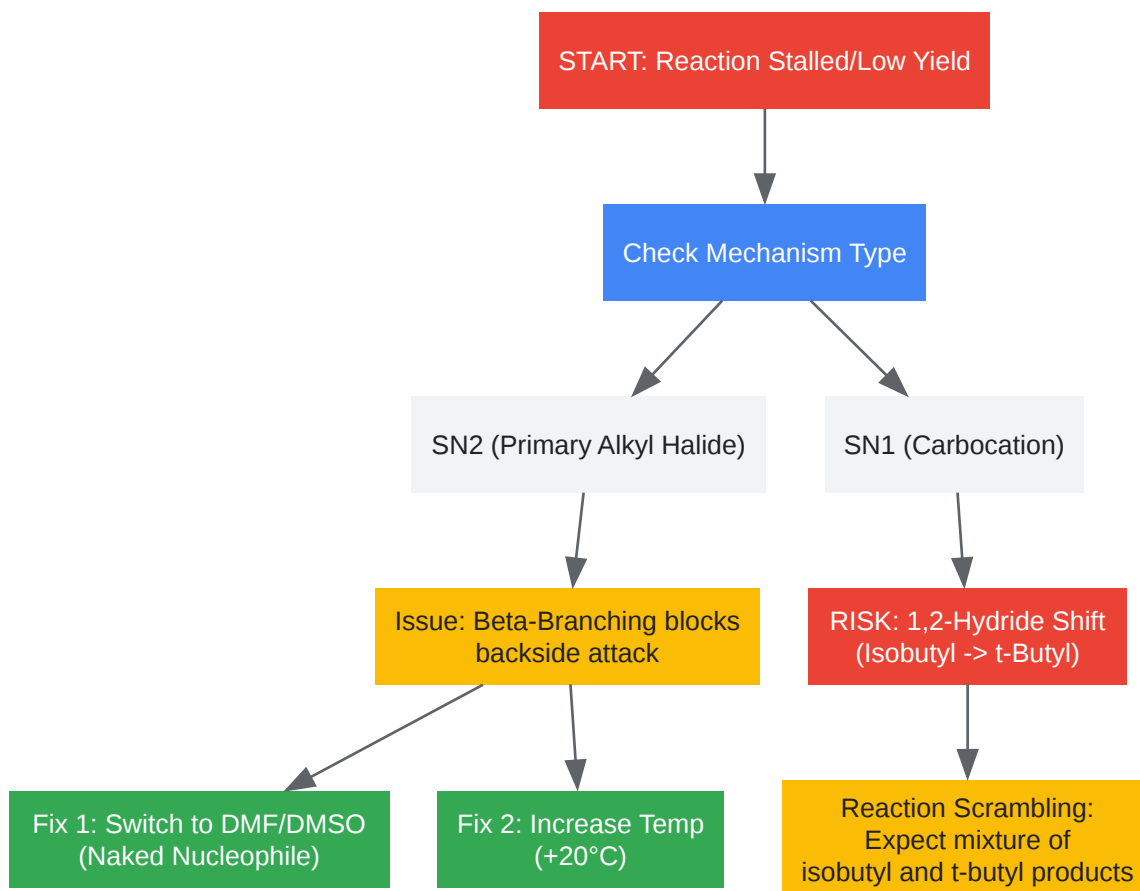 START: Reaction Stalled/Low Yield
Check Mechanism Type
SN2 (Primary Alkyl Halide)
SN1 (Carbocation)
Issue: Beta-Branching blocks
backside attack
RISK: 1,2-Hydride Shift
(Isobutyl -> t-Butyl)
Fix 1: Switch to DMF/DMSO
(Naked Nucleophile)
Fix 2: Increase Temp
(+20°C)
Reaction Scrambling:
Expect mixture of
isobutyl and t-butyl products